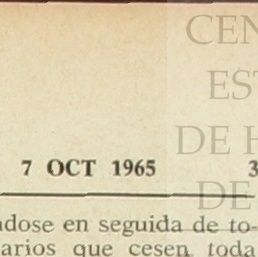 CEN
EST
DE H
DE
7 OCT 1965 3
ndose en seguida de to-
arios que cesen toda